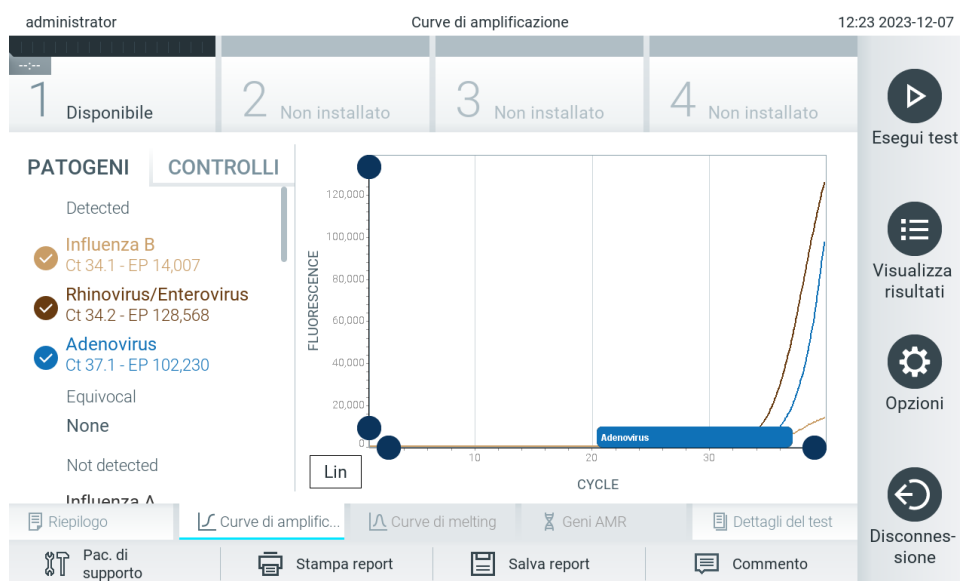 administrator
Curve di amplificazione
12:23 2023-12-07
--:--
1 Disponibile
2 Non installato
3 Non installato
4 Non installato
Esegui test
Visualizza
risultati
Opzioni
Disconnes-
sione
PATOGENI
CONTROLLI
Detected
Influenza B
Ct 34.1 - EP 14,007
Rhinovirus/Enterovirus
Ct 34.2 - EP 128,568
Adenovirus
Ct 37.1 - EP 102,230
Equivocal
None
Not detected
Influenza A
FLUORESCENCE
120,000
100,000
80,000
60,000
40,000
20,000
0
Adenovirus
10
20
30
CYCLE
Lin
Riepilogo
Curve di amplific...
Curve di melting
Geni AMR
Dettagli del test
Pac. di
supporto
Stampa report
Salva report
Commento